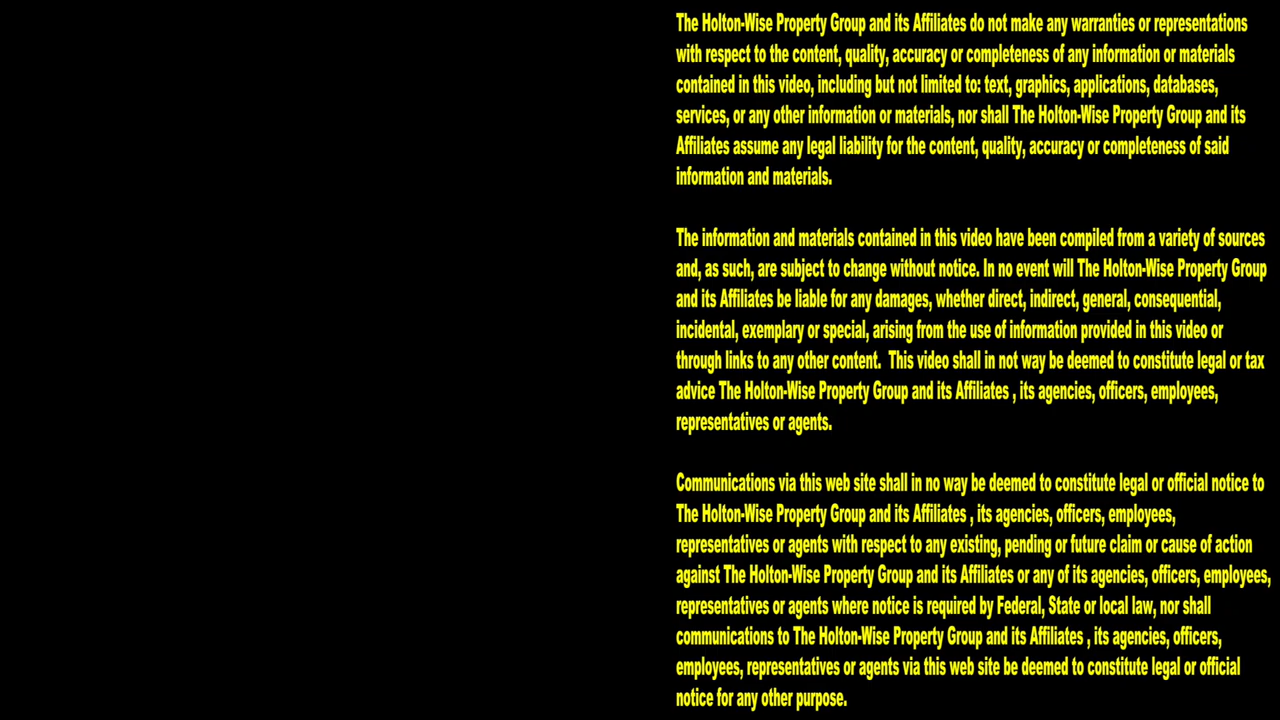 The Holton-Wise Property Group and its Affiliates do not make any warranties or representations
with respect to the content, quality, accuracy or completeness of any information or materials
contained in this video, including but not limited to: text, graphics, applications, databases,
services, or any other information or materials, nor shall The Holton-Wise Property Group and its
Affiliates assume any legal liability for the content, quality, accuracy or completeness of said
information and materials.
The information and materials contained in this video have been compiled from a variety of sources
and, as such, are subject to change without notice. In no event will The Holton-Wise Property Group
and its Affiliates be liable for any damages, whether direct, indirect, general, consequential,
incidental, exemplary or special, arising from the use of information provided in this video or
through links to any other content.  This video shall in not way be deemed to constitute legal or tax
advice The Holton-Wise Property Group and its Affiliates , its agencies, officers, employees,
representatives or agents.
Communications via this web site shall in no way be deemed to constitute legal or official notice to
The Holton-Wise Property Group and its Affiliates , its agencies, officers, employees,
representatives or agents with respect to any existing, pending or future claim or cause of action
against The Holton-Wise Property Group and its Affiliates or any of its agencies, officers, employees,
representatives or agents where notice is required by Federal, State or local law, nor shall
communications to The Holton-Wise Property Group and its Affiliates , its agencies, officers,
employees, representatives or agents via this web site be deemed to constitute legal or official
notice for any other purpose.